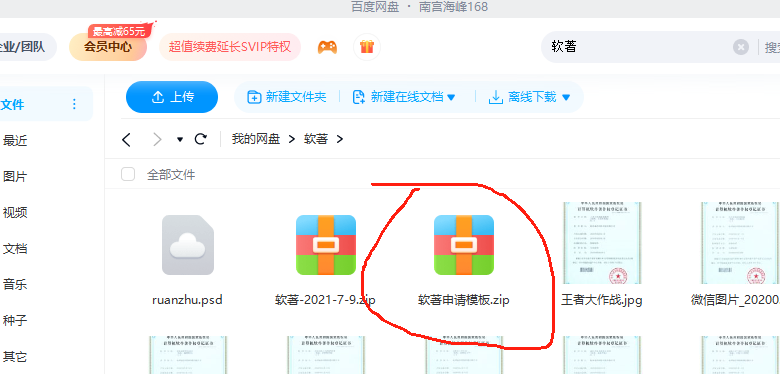 百度网盘 · 南宫海峰168
最高减65元
企业/团队
会员中心
超值续费延长SVIP特权
软著
搜
文件
上传
新建文件夹
新建在线文档
离线下载
最近
我的网盘 > 软著 >
图片
全部文件
视频
文档
音乐
ruanzhu.psd
软著-2021-7-9.zip
软著申请模板.zip
王者大作战.jpg
微信图片_20200
种子
其它